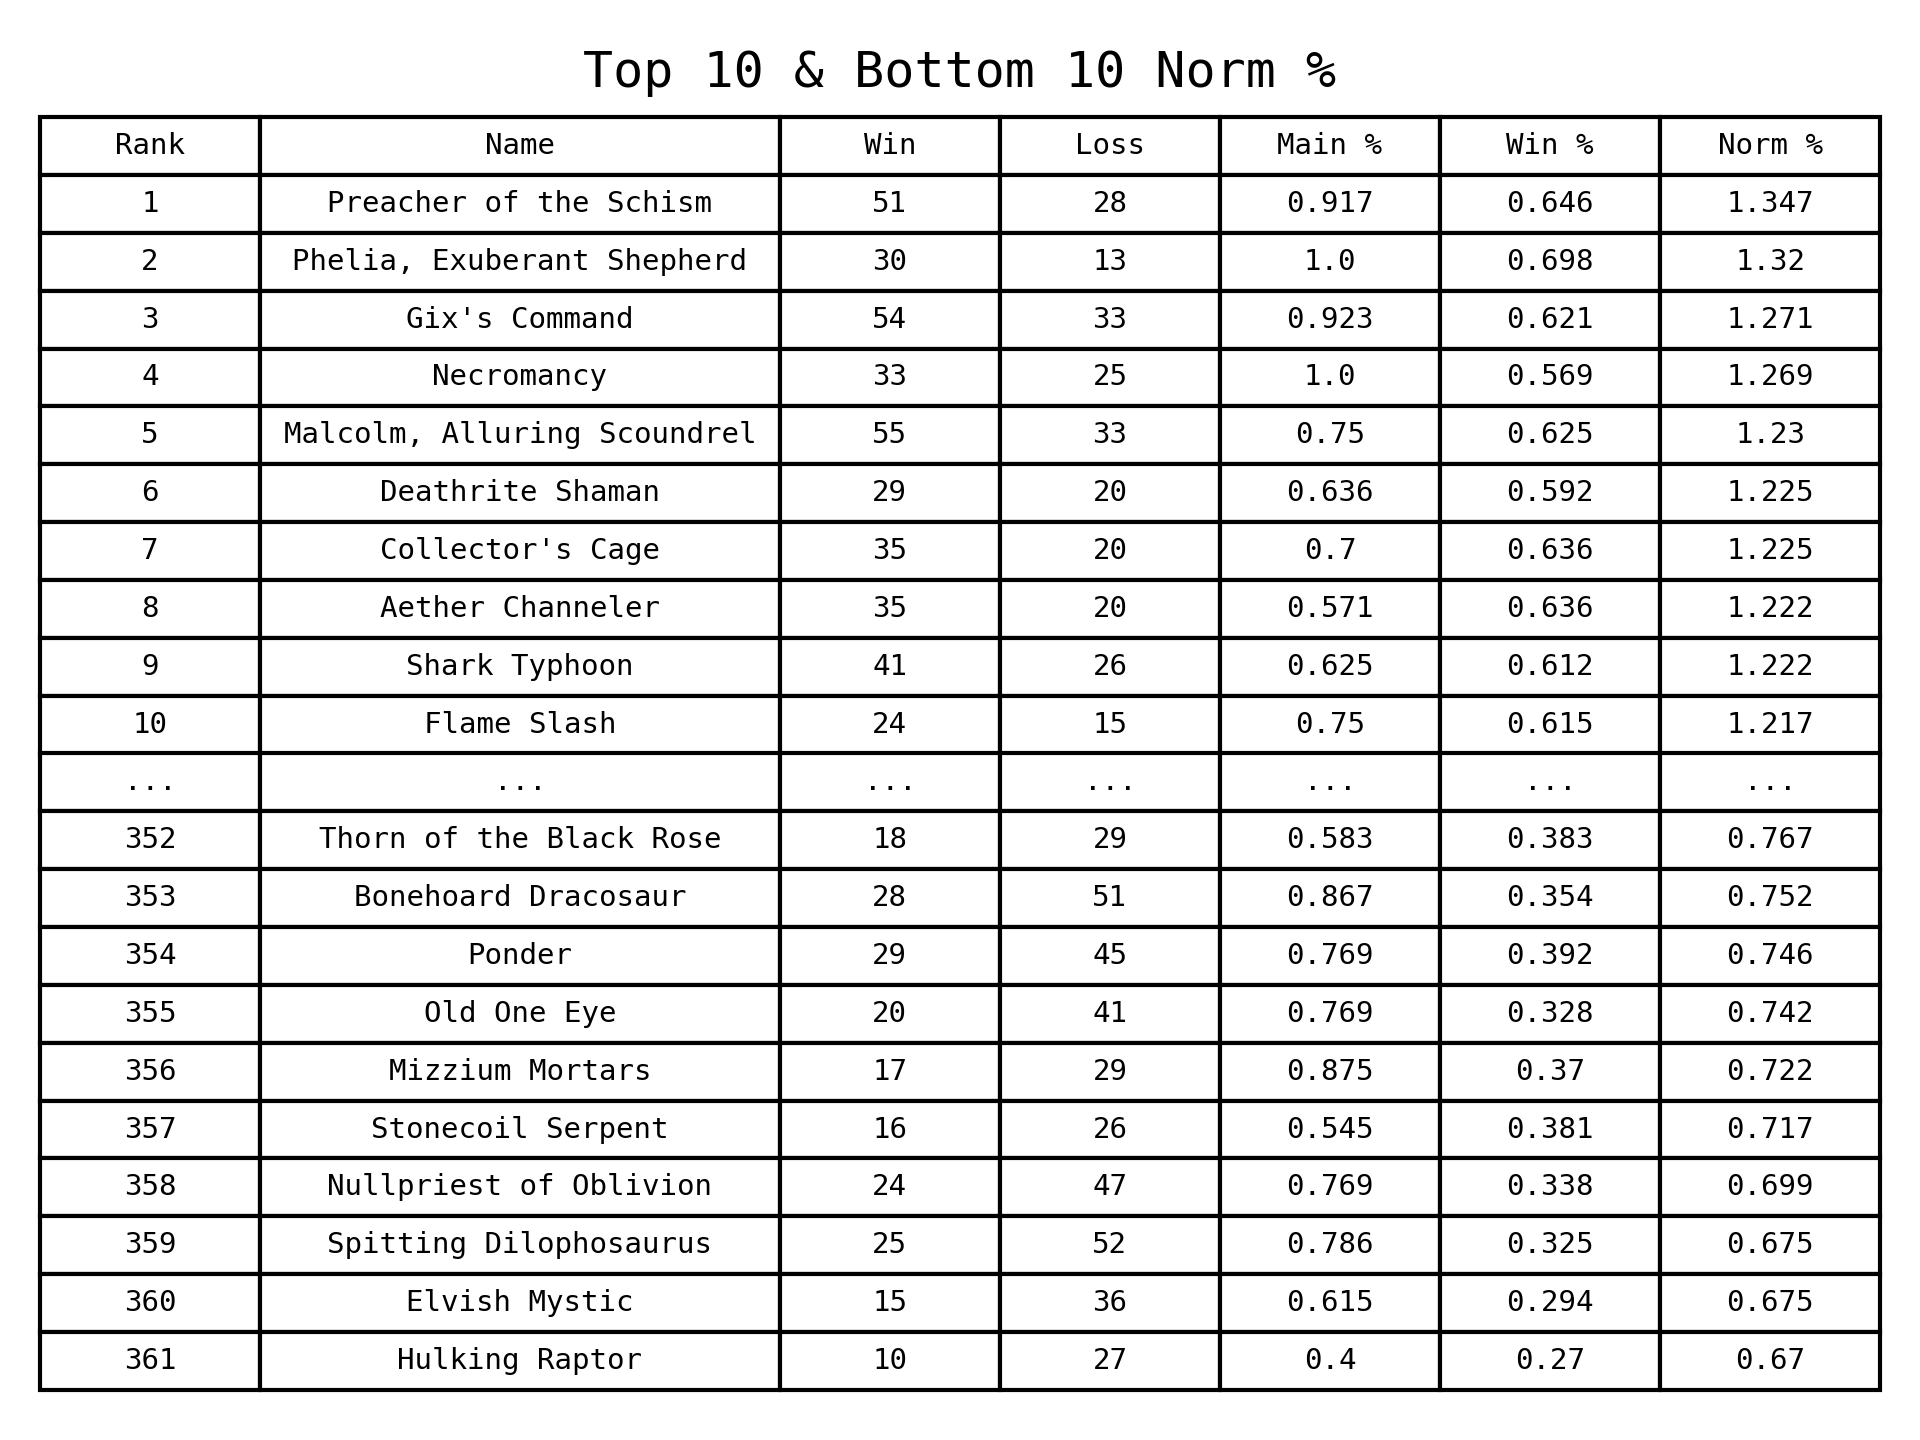 Top 10 & Bottom 10 Norm %
Rank Name Win Loss Main % Win % Norm %
1 Preacher of the Schism 51 28 0.917 0.646 1.347
2 Phelia, Exuberant Shepherd 30 13 1.0 0.698 1.32
3 Gix's Command 54 33 0.923 0.621 1.271
4 Necromancy 33 25 1.0 0.569 1.269
5 Malcolm, Alluring Scoundrel 55 33 0.75 0.625 1.23
6 Deathrite Shaman 29 20 0.636 0.592 1.225
7 Collector's Cage 35 20 0.7 0.636 1.225
8 Aether Channeler 35 20 0.571 0.636 1.222
9 Shark Typhoon 41 26 0.625 0.612 1.222
10 Flame Slash 24 15 0.75 0.615 1.217
... ... ... ... ... ... ...
352 Thorn of the Black Rose 18 29 0.583 0.383 0.767
353 Bonehoard Dracosaur 28 51 0.867 0.354 0.752
354 Ponder 29 45 0.769 0.392 0.746
355 Old One Eye 20 41 0.769 0.328 0.742
356 Mizzium Mortars 17 29 0.875 0.37 0.722
357 Stonecoil Serpent 16 26 0.545 0.381 0.717
358 Nullpriest of Oblivion 24 47 0.769 0.338 0.699
359 Spitting Dilophosaurus 25 52 0.786 0.325 0.675
360 Elvish Mystic 15 36 0.615 0.294 0.675
361 Hulking Raptor 10 27 0.4 0.27 0.67